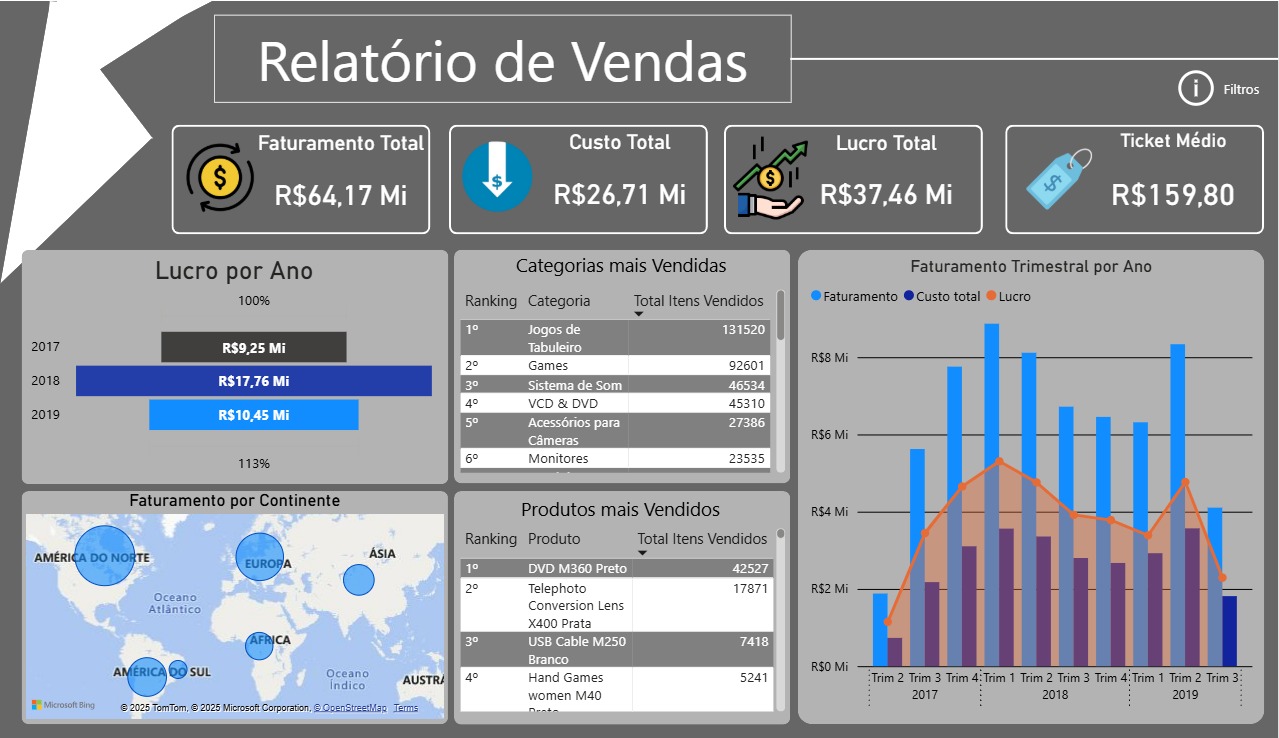 Relatório de Vendas
Filtros
Faturamento Total
R$64,17 Mi
Custo Total
R$26,71 Mi
Lucro Total
R$37,46 Mi
Ticket Médio
R$159,80
Lucro por Ano
100%
2017 R$9,25 Mi
2018 R$17,76 Mi
2019 R$10,45 Mi
113%
Categorias mais Vendidas
Ranking Categoria Total Itens Vendidos
1º Jogos de 131520
Tabuleiro
2º Games 92601
3º Sistema de Som 46534
4º VCD & DVD 45310
5º Acessórios para 27386
Câmeras
6º Monitores 23535
Faturamento Trimestral por Ano
Faturamento Custo total Lucro
R$8 Mi
R$6 Mi
R$4 Mi
R$2 Mi
R$0 Mi
Trim 2 Trim 3 Trim 4 Trim 1 Trim 2 Trim 3 Trim 4 Trim 1 Trim 2 Trim 3
2017 2018 2019
Faturamento por Continente
AMÉRICA DO NORTE
EUROPA
ÁSIA
Oceano
Atlântico
ÁFRICA
AMÉRICA DO SUL
Oceano
Índico
AUSTRA
Microsoft Bing
© 2025 TomTom, © 2025 Microsoft Corporation, © OpenStreetMap Terms
Produtos mais Vendidos
Ranking Produto Total Itens Vendidos
1º DVD M360 Preto 42527
2º Telephoto 17871
Conversion Lens
X400 Prata
3º USB Cable M250 7418
Branco
4º Hand Games 5241
women M40